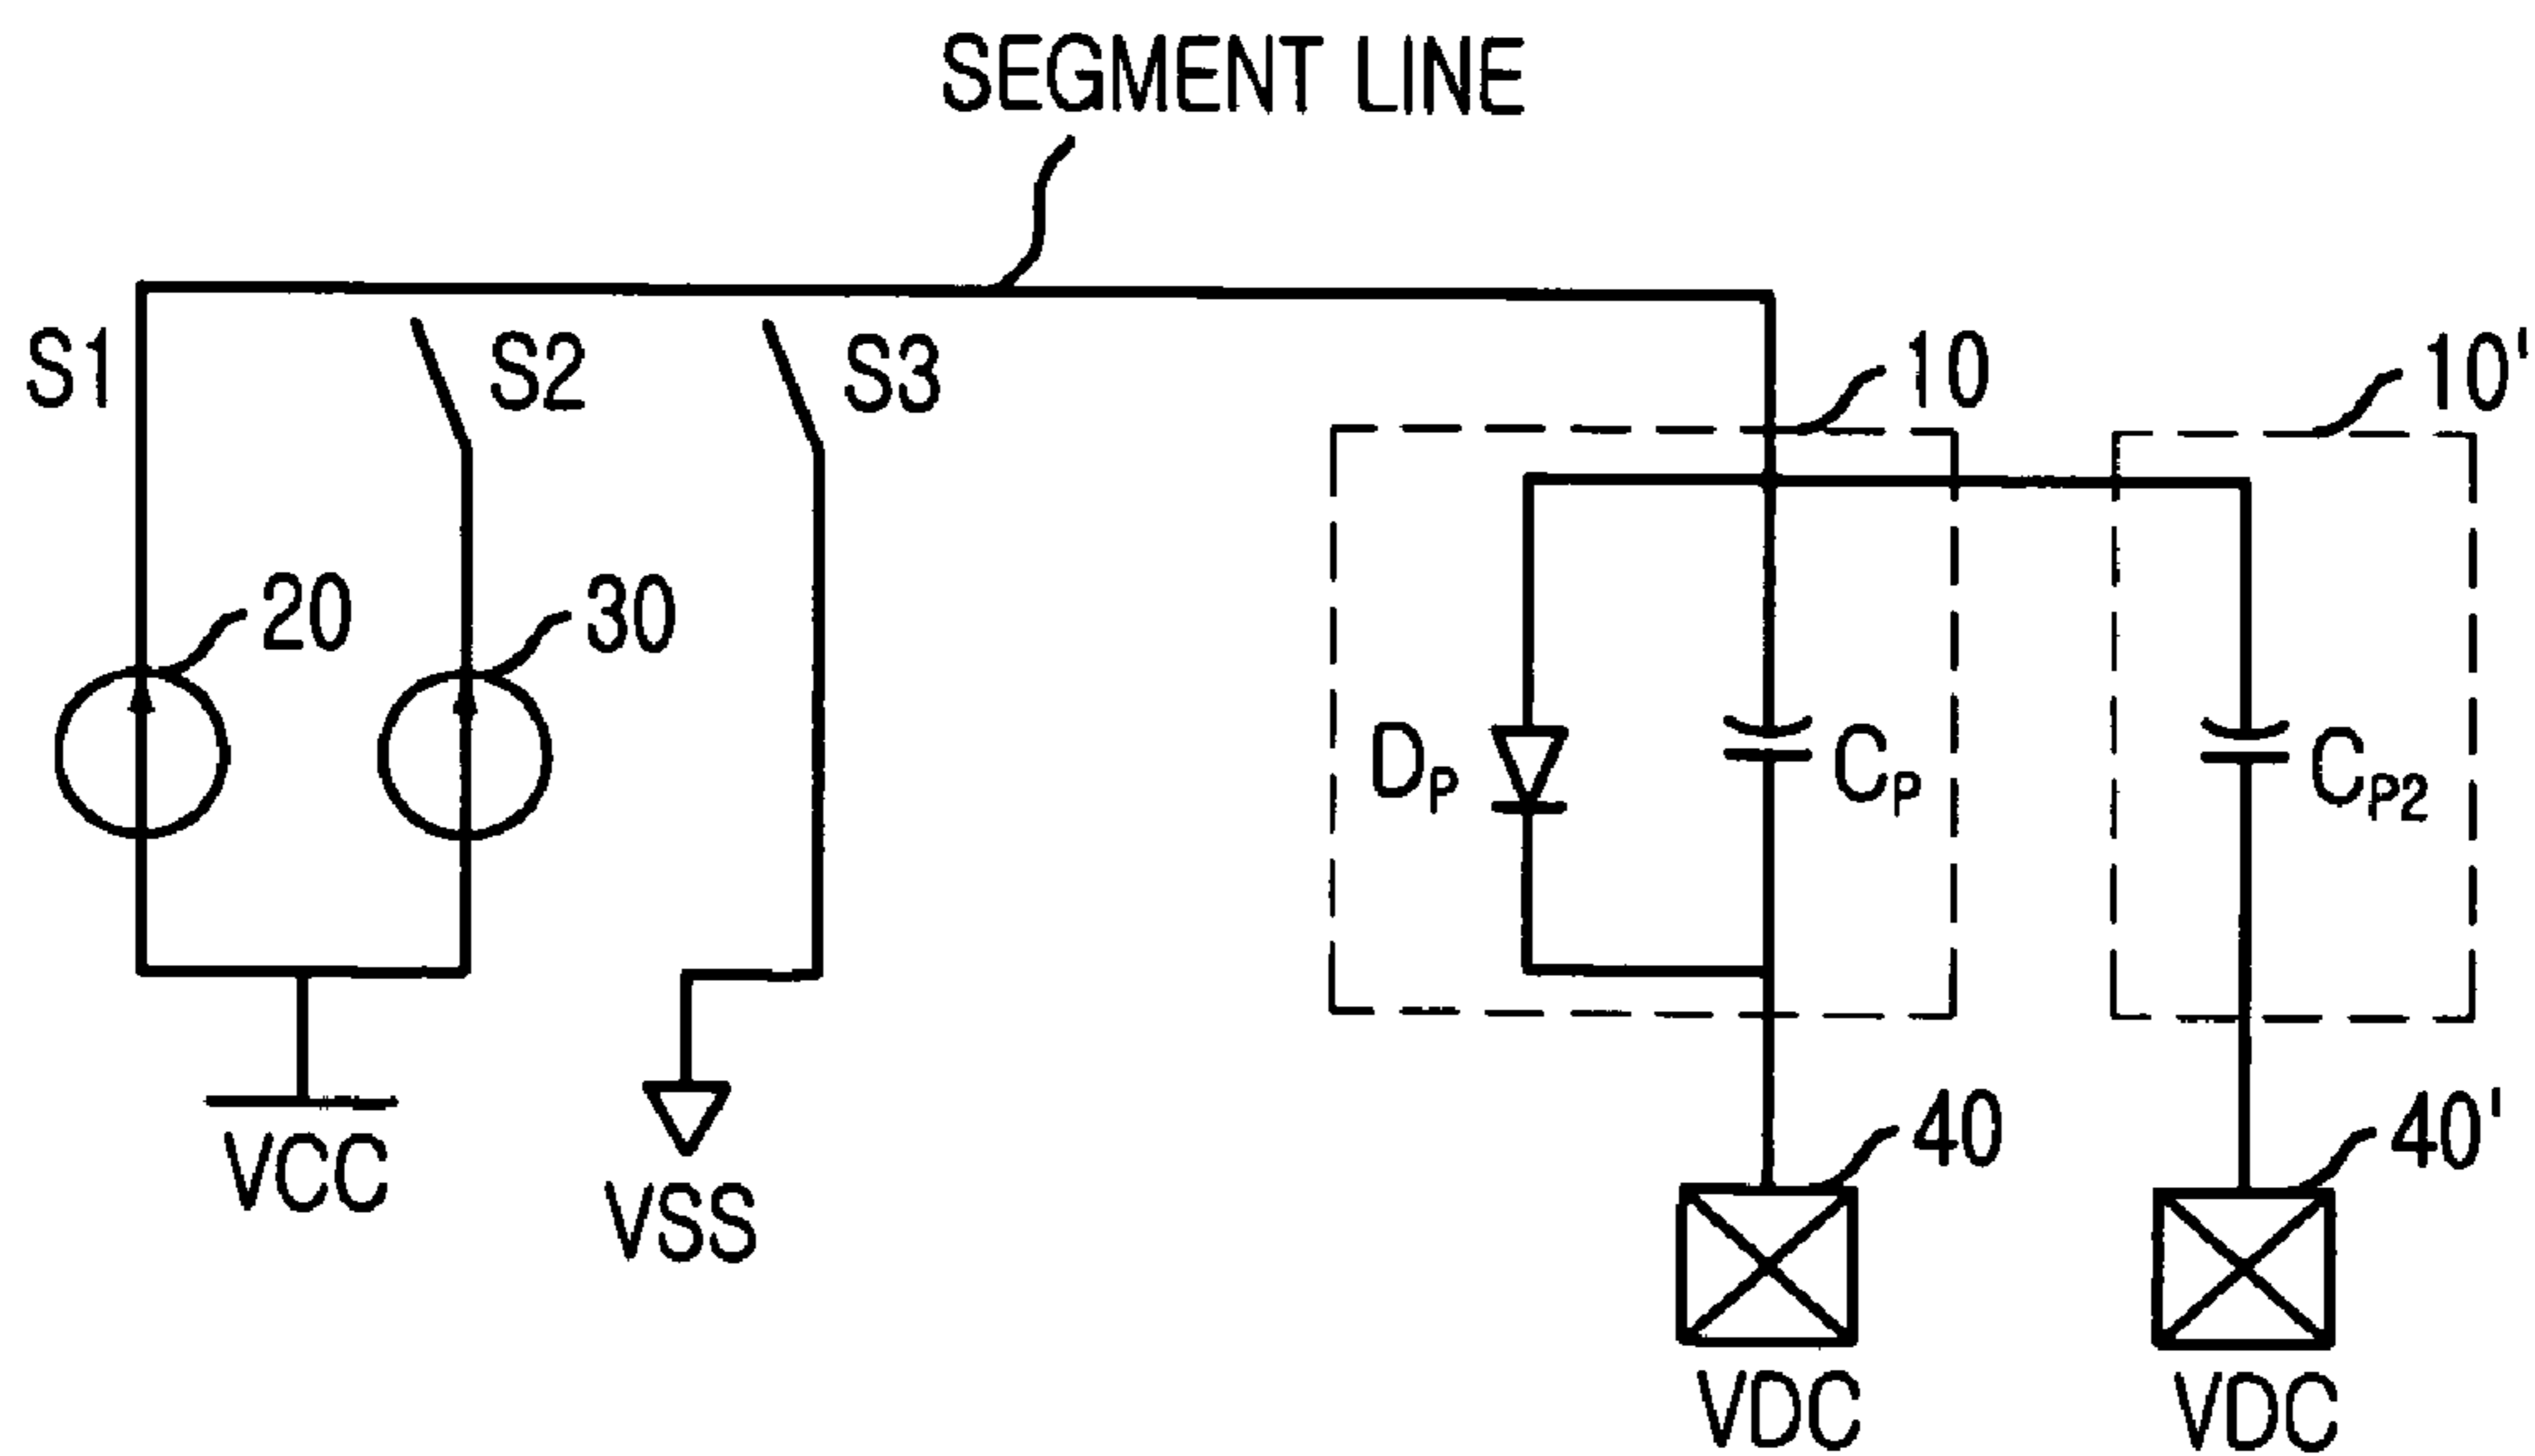 SEGMENT LINE
S1
S2
S3
10
10'
20
30
DP
CP
CP2
VCC
VSS
40
40'
VDC
VDC